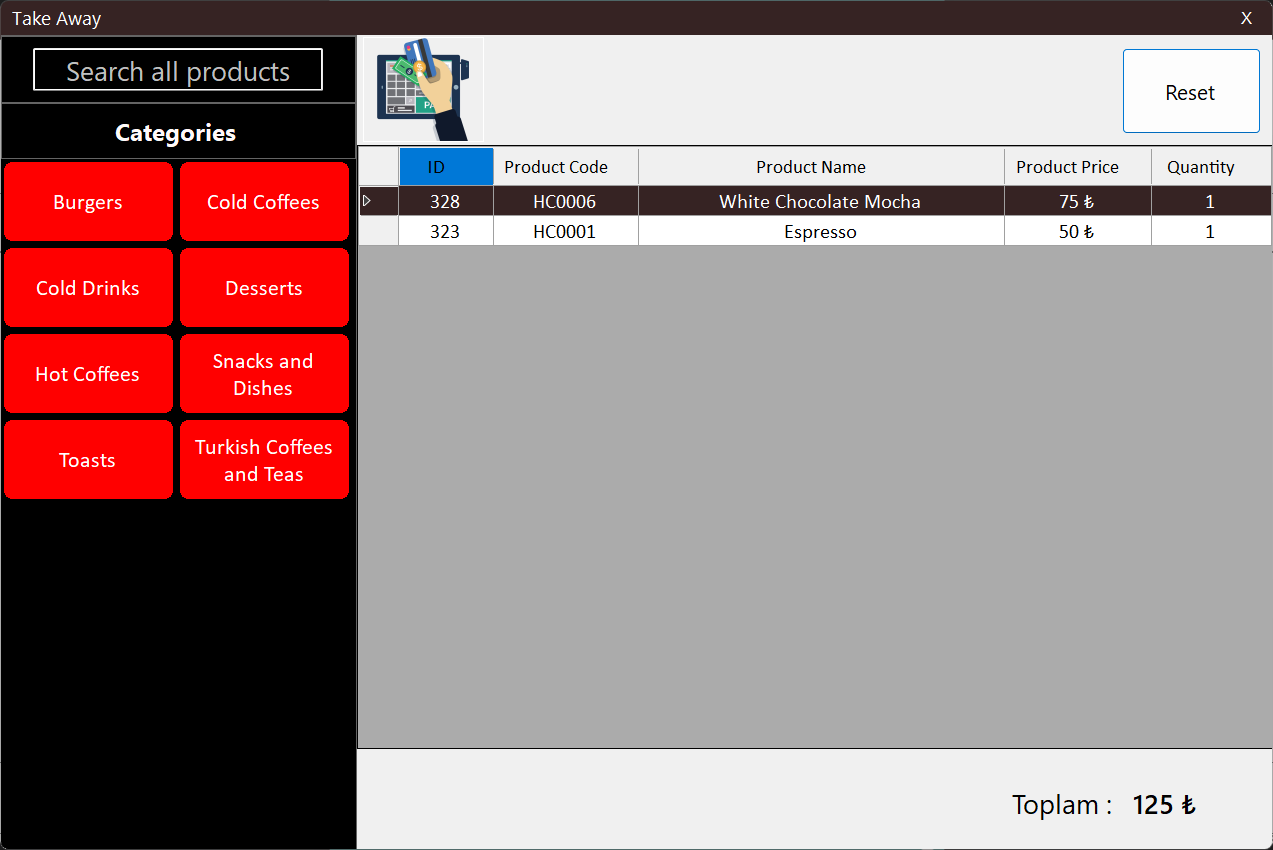 Take Away
X
Search all products
Categories
Burgers
Cold Coffees
Cold Drinks
Desserts
Hot Coffees
Snacks and
Dishes
Toasts
Turkish Coffees
and Teas
Reset
ID Product Code Product Name Product Price Quantity
328 HC0006 White Chocolate Mocha 75 ₺ 1
323 HC0001 Espresso 50 ₺ 1
Toplam : 125 ₺